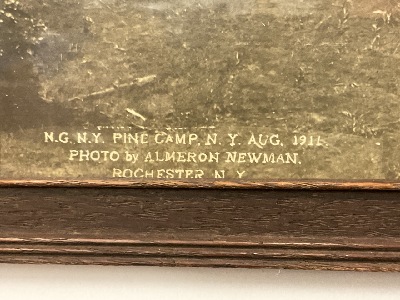 N.G. N.Y. PINE CAMP, N. Y. AUG. 1911.
PHOTO by ALMERON NEWMAN.
ROCHESTER N Y